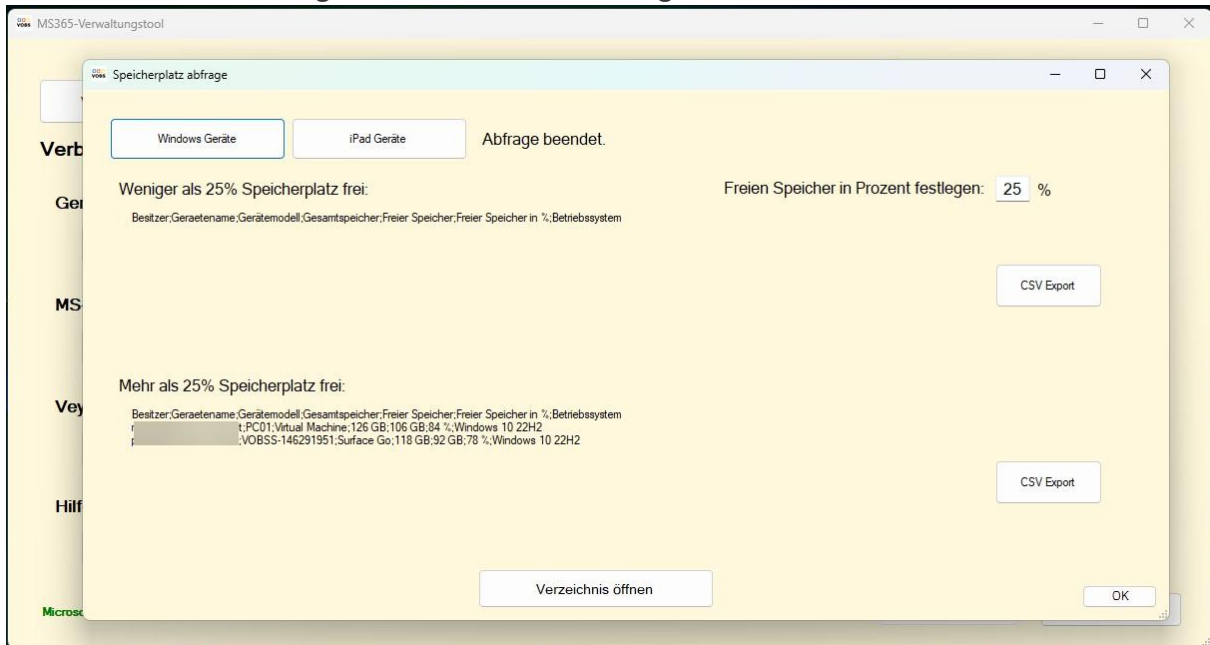 MS365-Verwaltungstool
Speicherplatz abfrage
Windows Geräte
iPad Geräte
Abfrage beendet.
Verb
Weniger als 25% Speicherplatz frei:
Freien Speicher in Prozent festlegen: 25 %
Ger
Besitzer;Geraetename;Gerätemodell;Gesamtspeicher;Freier Speicher;Freier Speicher in %;Betriebssystem
CSV Export
MS
Mehr als 25% Speicherplatz frei:
Vey
Besitzer;Geraetename;Gerätemodell;Gesamtspeicher;Freier Speicher;Freier Speicher in %;Betriebssystem
t;PC01;Virtual Machine;126 GB;106 GB;84 %;Windows 10 22H2
;VOBSS-146291951;Surface Go;118 GB;92 GB;78 %;Windows 10 22H2
CSV Export
Hilf
Verzeichnis öffnen
OK
Microso